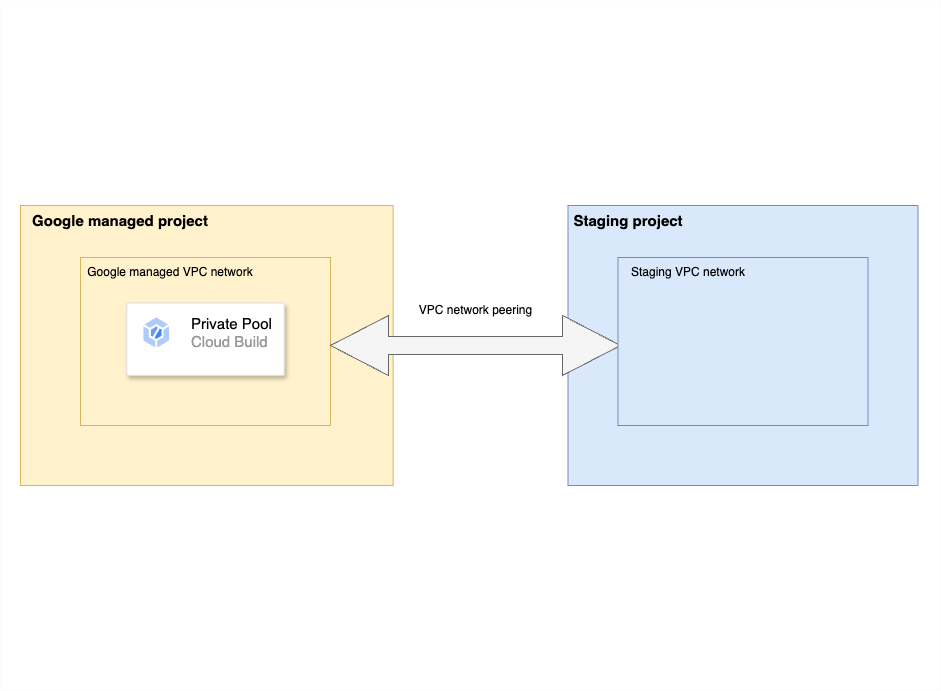 Google managed project
Google managed VPC network
Private Pool
Cloud Build
VPC network peering
Staging project
Staging VPC network